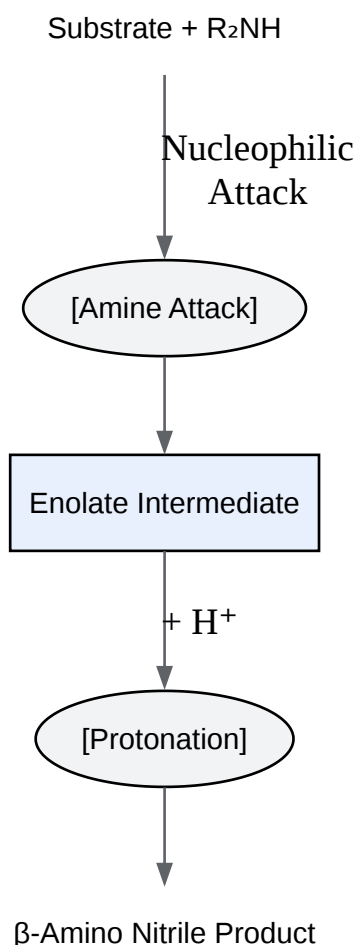 Substrate + R₂NH
Nucleophilic
Attack
[Amine Attack]
Enolate Intermediate
+ H⁺
[Protonation]
β-Amino Nitrile Product